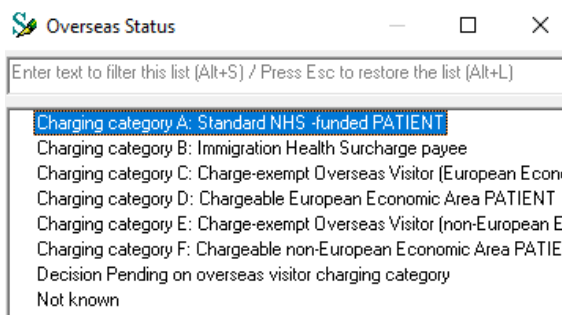 Overseas Status
Enter text to filter this list (Alt+S) / Press Esc to restore the list (Alt+L)
Charging category A: Standard NHS -funded PATIENT
Charging category B: Immigration Health Surcharge payee
Charging category C: Charge-exempt Overseas Visitor (European
Charging category D: Chargeable European Economic Area PATIENT
Charging category E: Charge-exempt Overseas Visitor (non-European
Charging category F: Chargeable non-European Economic Area
Decision Pending on overseas visitor charging category
Not known